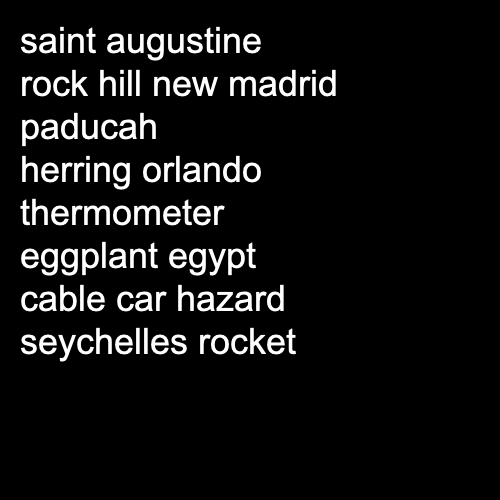 saint augustine
rock hill new madrid
paducah
herring orlando
thermometer
eggplant egypt
cable car hazard
seychelles rocket